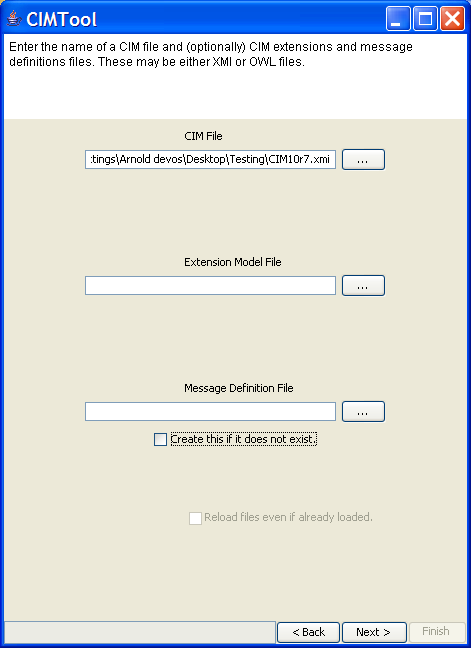 CIMTool
Enter the name of a CIM file and (optionally) CIM extensions and message
definitions files. These may be either XMI or OWL files.
CIM File
:tings\Arnold devos\Desktop\Testing\CIM10r7.xmi
...
Extension Model File
...
Message Definition File
...
Create this if it does not exist.
Reload files even if already loaded.
< Back
Next >
Finish